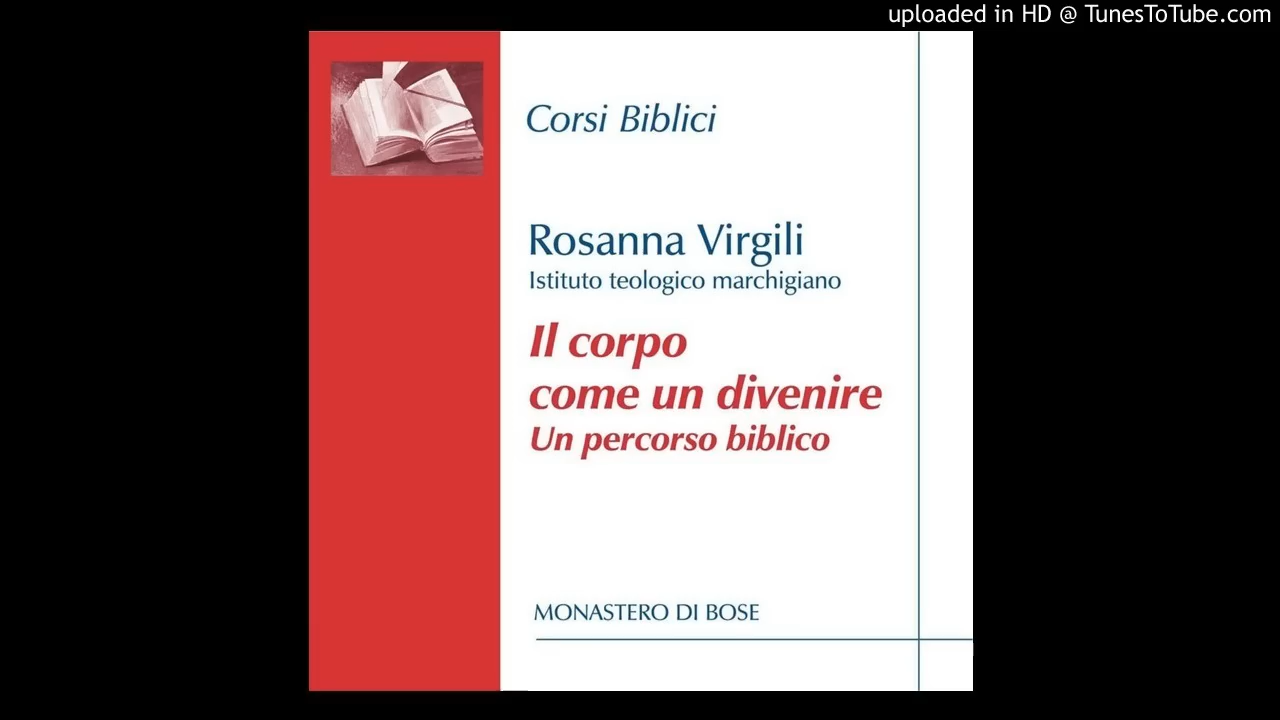 uploaded in HD @ TunesToTube.com
Corsi Biblici
Rosanna Virgili
Istituto teologico marchigiano
Il corpo
come un divenire
Un percorso biblico
MONASTERO DI BOSE